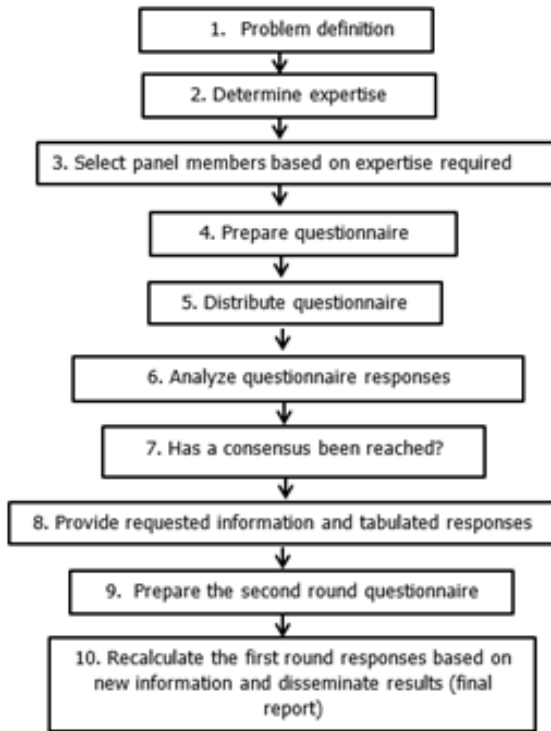 1. Problem definition
2. Determine expertise
3. Select panel members based on expertise required
4. Prepare questionnaire
5. Distribute questionnaire
6. Analyze questionnaire responses
7. Has a consensus been reached?
8. Provide requested information and tabulated responses
9. Prepare the second round questionnaire
10. Recalculate the first round responses based on
new information and disseminate results (final
report)